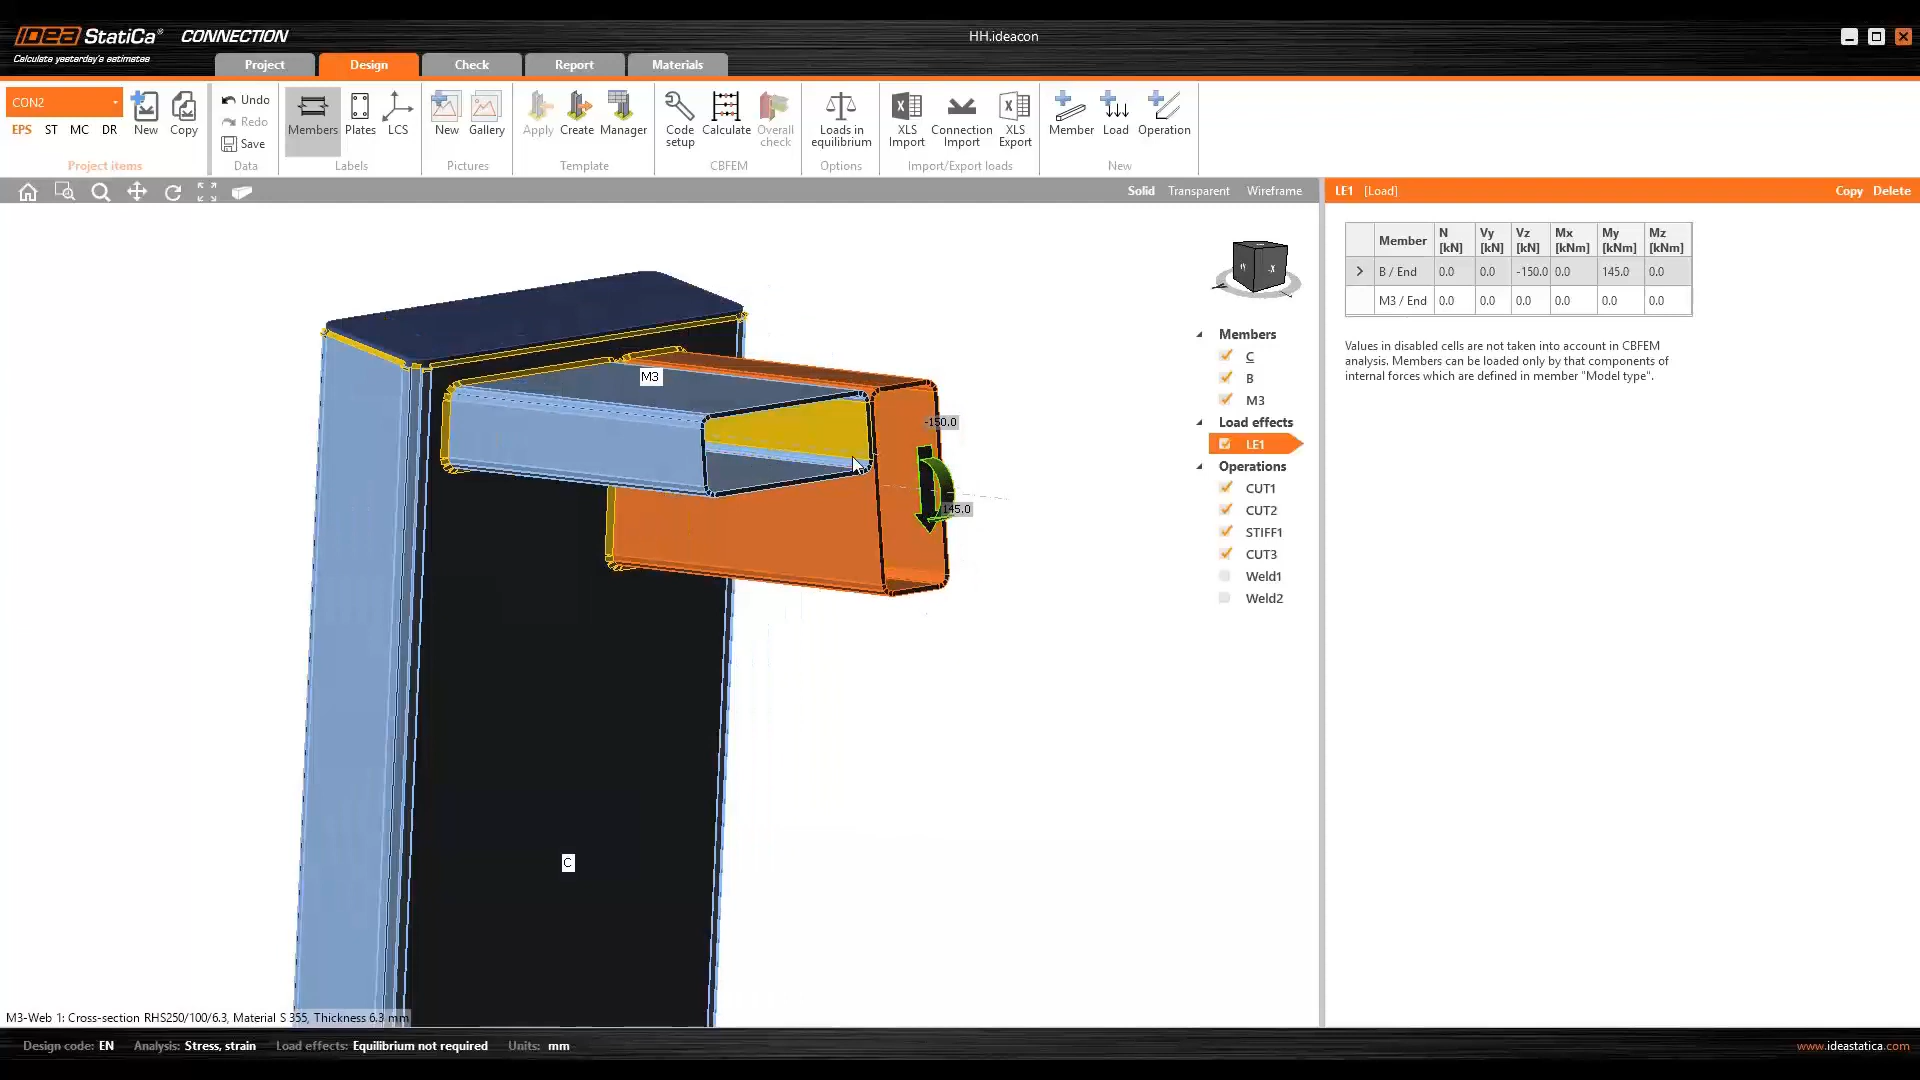 IDEA StatiCa® CONNECTION
Calculate yesterday's estimates
HH.ideacon
Project
Design
Check
Report
Materials
CON2
EPS ST MC DR
New
Copy
Project items
Undo
Redo
Save
Data
Members
Plates
LCS
Labels
New
Gallery
Pictures
Apply
Create
Manager
Template
Code setup
Calculate
Overall check
CBFEM
Loads in equilibrium
Options
XLS Import
Connection Import
XLS Export
Import/Export loads
Member
Load
Operation
New
Solid Transparent Wireframe
LE1 [Load]
Copy Delete
Member N [kN] Vy [kN] Vz [kN] Mx [kNm] My [kNm] Mz [kNm]
B / End 0.0 0.0 -150.0 0.0 145.0 0.0
M3 / End 0.0 0.0 0.0 0.0 0.0 0.0
Values in disabled cells are not taken into account in CBFEM
analysis. Members can be loaded only by that components of
internal forces which are defined in member "Model type".
Members
C
B
M3
Load effects
LE1
Operations
CUT1
CUT2
STIFF1
CUT3
Weld1
Weld2
M3
-150.0
145.0
C
M3-Web 1: Cross-section RHS250/100/6.3, Material S 355, Thickness 6.3 mm
Design code: EN Analysis: Stress, strain Load effects: Equilibrium not required Units: mm
www.ideastatica.com